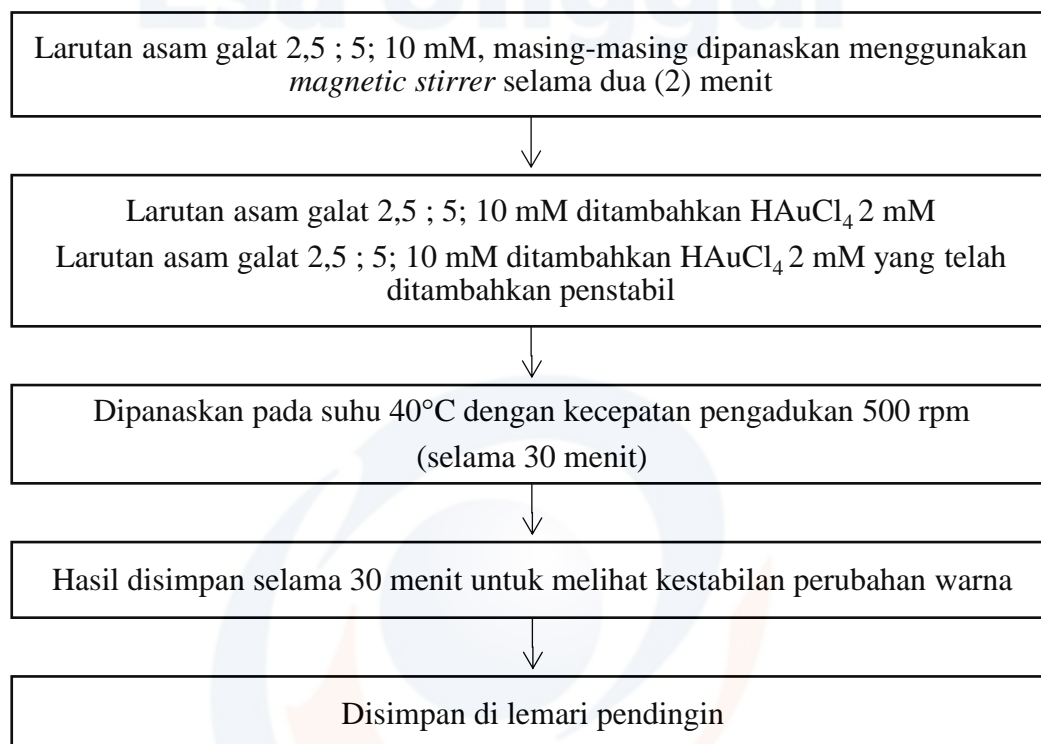 Esa Unggul
Larutan asam galat 2,5 ; 5; 10 mM, masing-masing dipanaskan menggunakan
magnetic stirrer selama dua (2) menit
Larutan asam galat 2,5 ; 5; 10 mM ditambahkan HAuCl₄ 2 mM
Larutan asam galat 2,5 ; 5; 10 mM ditambahkan HAuCl₄ 2 mM yang telah
ditambahkan penstabil
Dipanaskan pada suhu 40°C dengan kecepatan pengadukan 500 rpm
(selama 30 menit)
Hasil disimpan selama 30 menit untuk melihat kestabilan perubahan warna
Disimpan di lemari pendingin